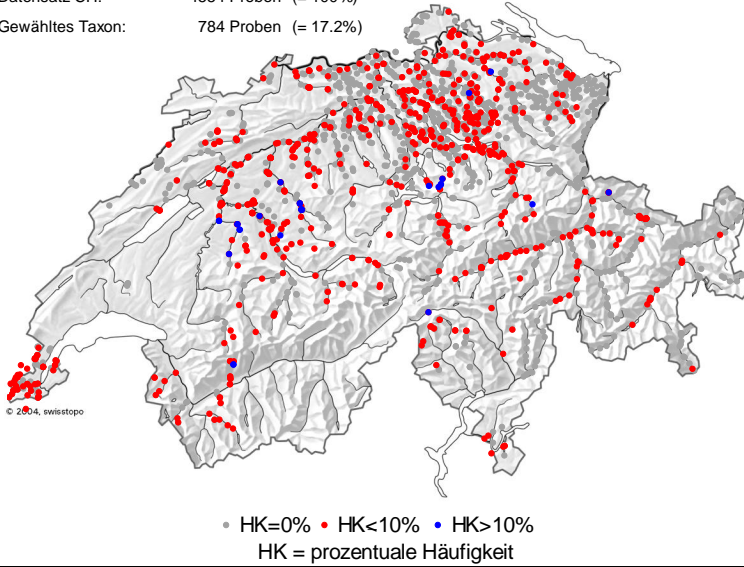 Gewähltes Taxon: 784 Proben (= 17.2%)
© 2004, swisstopo
HK=0% HK<10% HK>10%
HK = prozentuale Häufigkeit